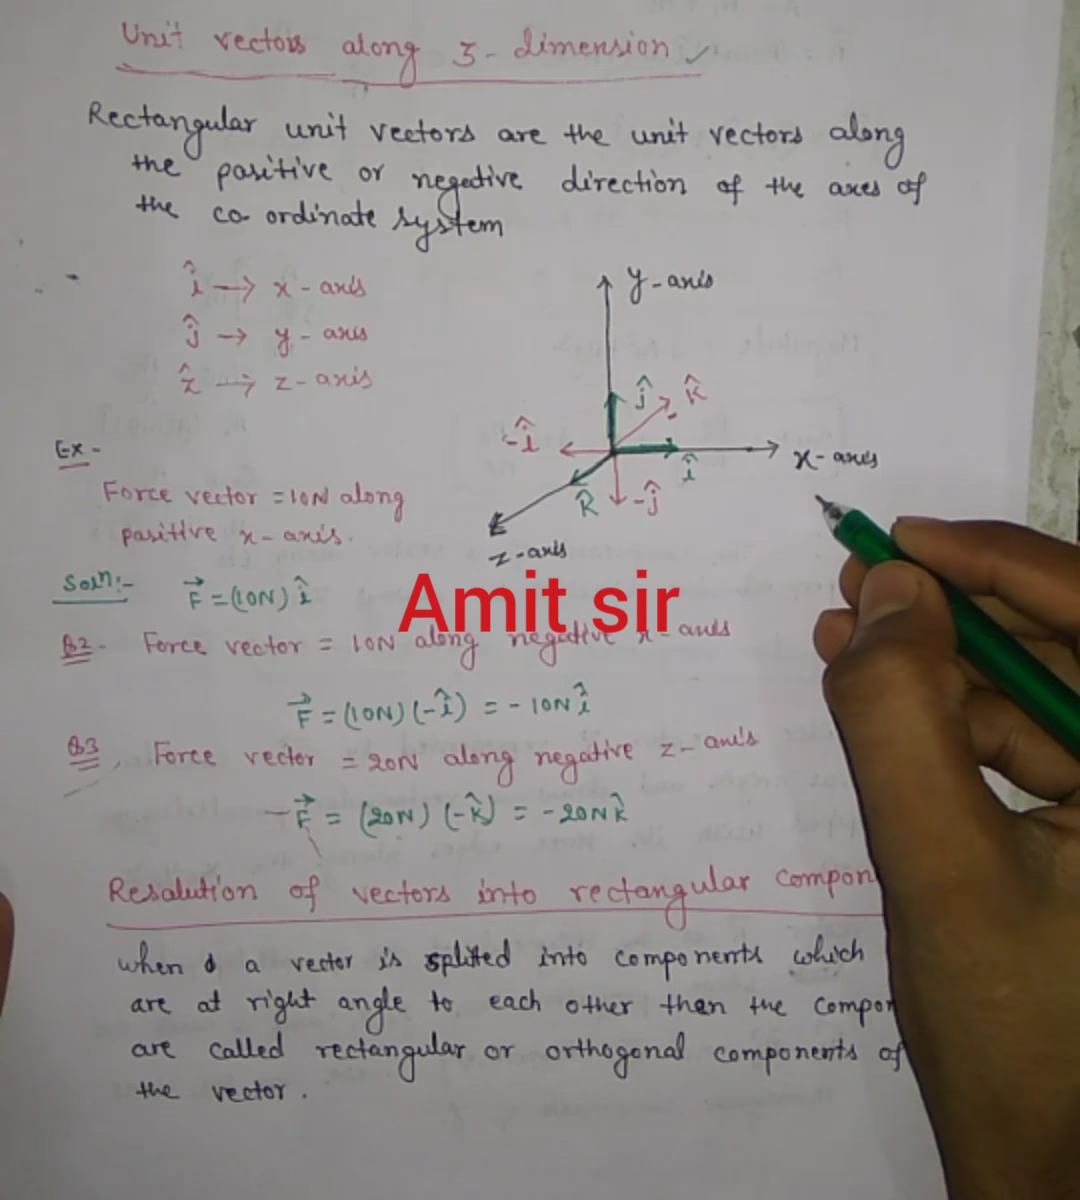 Unit vectors along 3-dimension ✓
Rectangular unit vectors are the unit vectors along
the positive or negative direction of the axes of
the co-ordinate system
î → x-axis
ĵ → y-axis
ẑ → z-axis
y-axis
ĵ
k̂
-î
x-axis
î
k̂
-ĵ
z-axis
Ex-
Force vector = 10N along
positive x-axis.
Soln:- F⃗ = (10N) î
Amit sir
Q2. Force vector = 10N along negative x-axis
F⃗ = (10N) (-î) = -10N î
Q3. Force vector = 20N along negative z-axis
F⃗ = (20N) (-k̂) = -20N k̂
Resolution of vectors into rectangular compon
when a vector is splitted into components which
are at right angle to each other then the compon
are called rectangular or orthogonal components of
the vector.